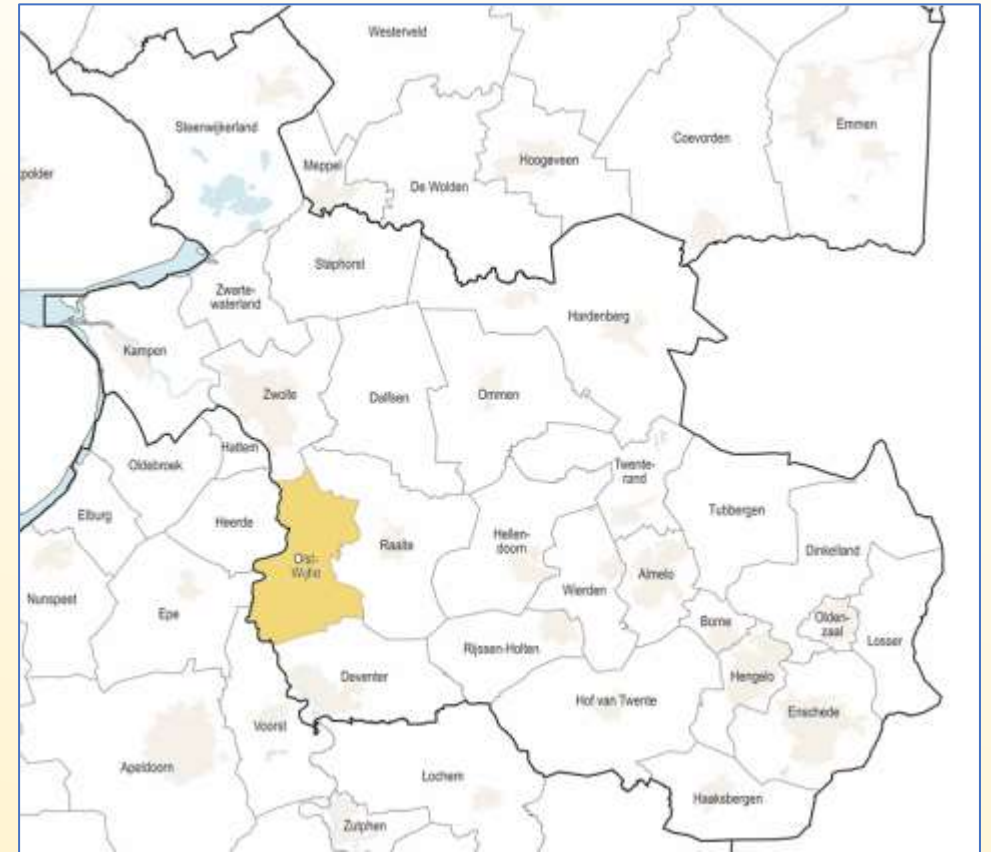 Westerveld
Steenwijkerland
Emmen
Coevorden
Meppel
Hoogeveen
polder
De Wolden
Staphorst
Zwarte-
waterland
Hardenberg
Kampen
Zwolle
Dalfsen
Ommen
Hattem
Oldebroek
Twente-
rand
Elburg
Heerde
Tubbergen
Raalte
Hellen-
doorn
Dinkelland
Olst-
Wijhe
Nunspeet
Epe
Wierden
Almelo
Borne
Olden-
zaal
Losser
Rijssen-Holten
Deventer
Hengelo
Hof van Twente
Enschede
Voorst
Apeldoorn
Lochem
Haaksbergen
Zutphen